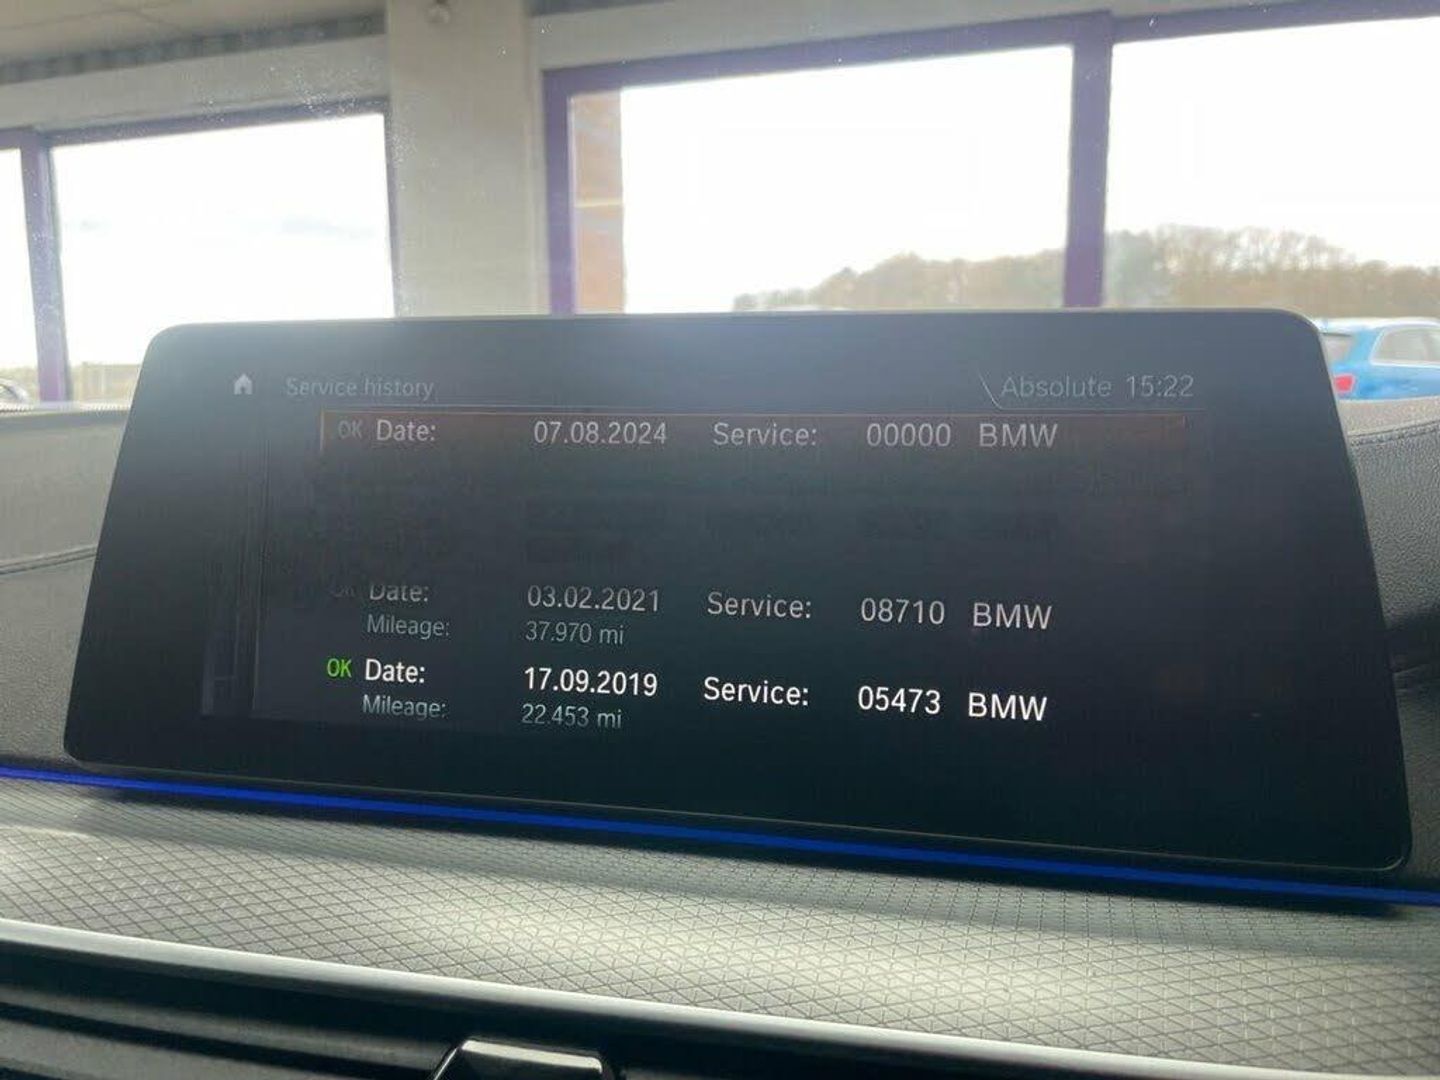 Service history Absolute 15:22
OK Date: 07.08.2024 Service: 00000 BMW
OK Date: 03.02.2021 Service: 08710 BMW
Mileage: 37.970 mi
OK Date: 17.09.2019 Service: 05473 BMW
Mileage: 22.453 mi